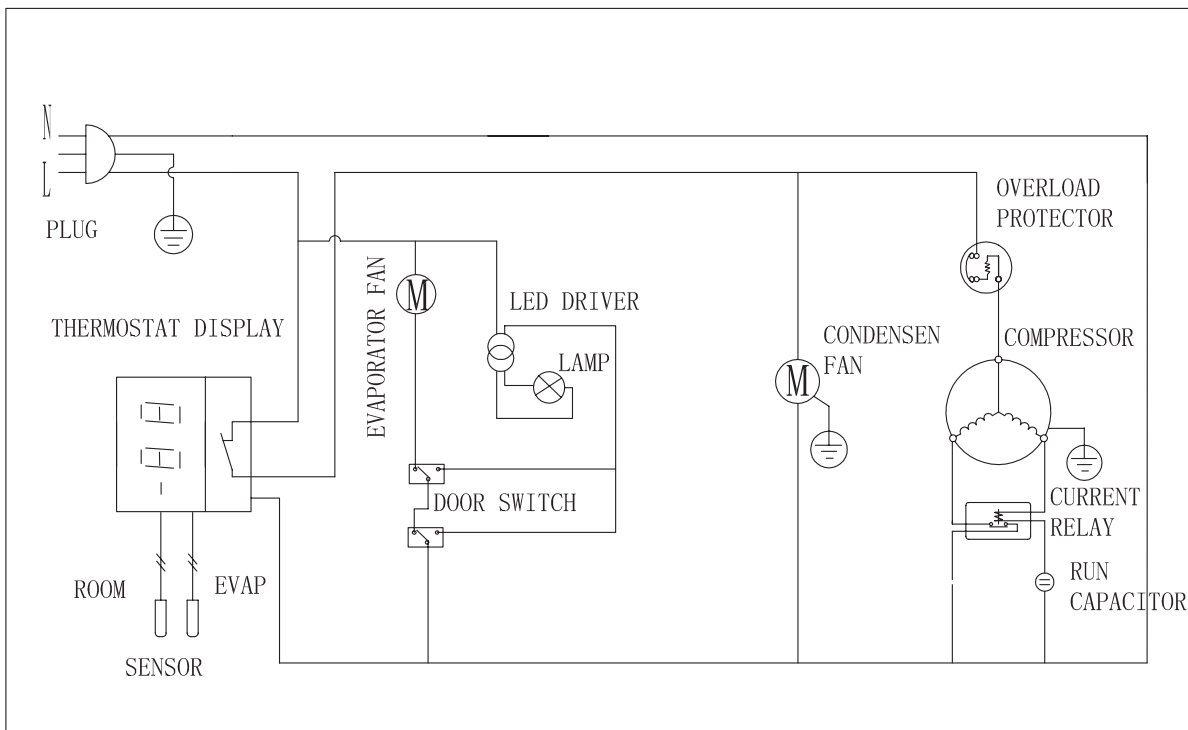 N
L
PLUG
OVERLOAD
PROTECTOR
EVAPORATOR FAN
M
LED DRIVER
THERMOSTAT DISPLAY
LAMP
CONDENSEN
FAN
M
COMPRESSOR
DOOR SWITCH
CURRENT
RELAY
ROOM
EVAP
RUN
CAPACITOR
SENSOR